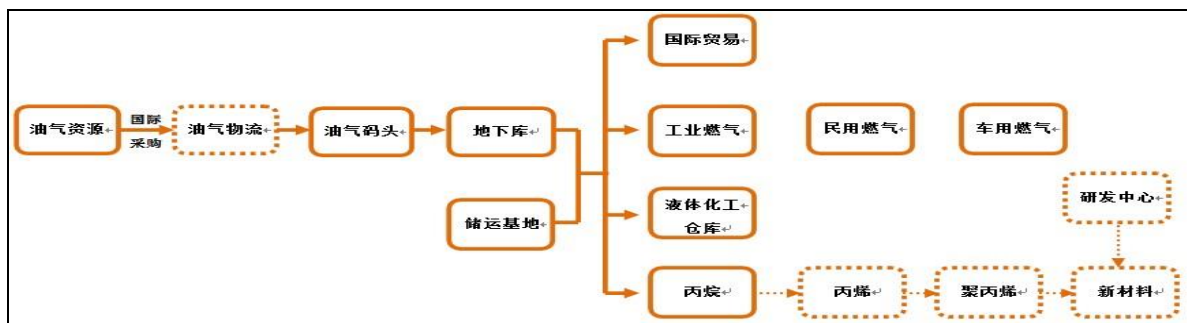 国际贸易
油气资源
国际
采购
油气物流
油气码头
地下库
工业燃气
民用燃气
车用燃气
储运基地
液体化工
仓库
研发中心
丙烷
丙烯
聚丙烯
新材料